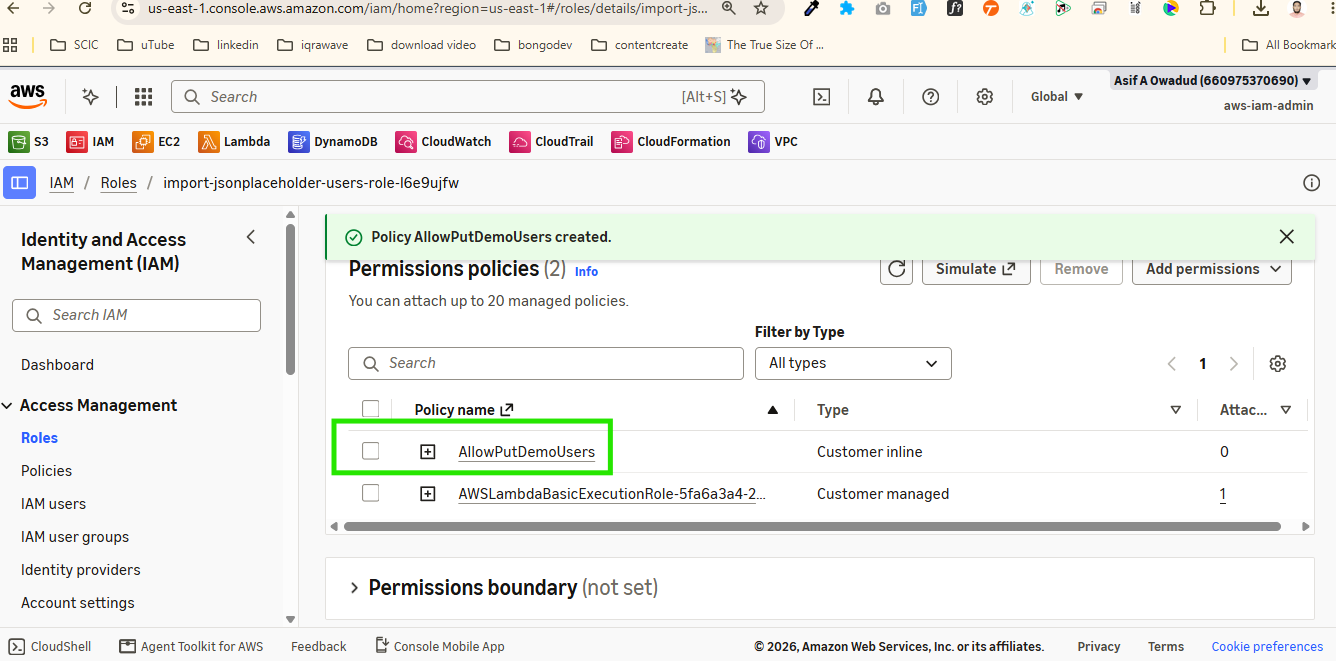 us-east-1.console.aws.amazon.com/iam/home?region=us-east-1#/roles/details/import-js...
SCIC uTube linkedin iqrawave download video bongodev contentcreate The True Size Of ... All Bookmark
aws Search [Alt+S] Global Asif A Owadud (660975370690)
aws-iam-admin
S3 IAM EC2 Lambda DynamoDB CloudWatch CloudTrail CloudFormation VPC
IAM / Roles / import-jsonplaceholder-users-role-l6e9ujfw
Identity and Access
Management (IAM)
Search IAM
Dashboard
Access Management
Roles
Policies
IAM users
IAM user groups
Identity providers
Account settings
Policy AllowPutDemoUsers created.
Permissions policies (2) Info Simulate Remove Add permissions
You can attach up to 20 managed policies.
Filter by Type
Search All types 1
Policy name Type Attac...
AllowPutDemoUsers Customer inline 0
AWSLambdaBasicExecutionRole-5fa6a3a4-2... Customer managed 1
Permissions boundary (not set)
CloudShell Agent Toolkit for AWS Feedback Console Mobile App © 2026, Amazon Web Services, Inc. or its affiliates. Privacy Terms Cookie preferences